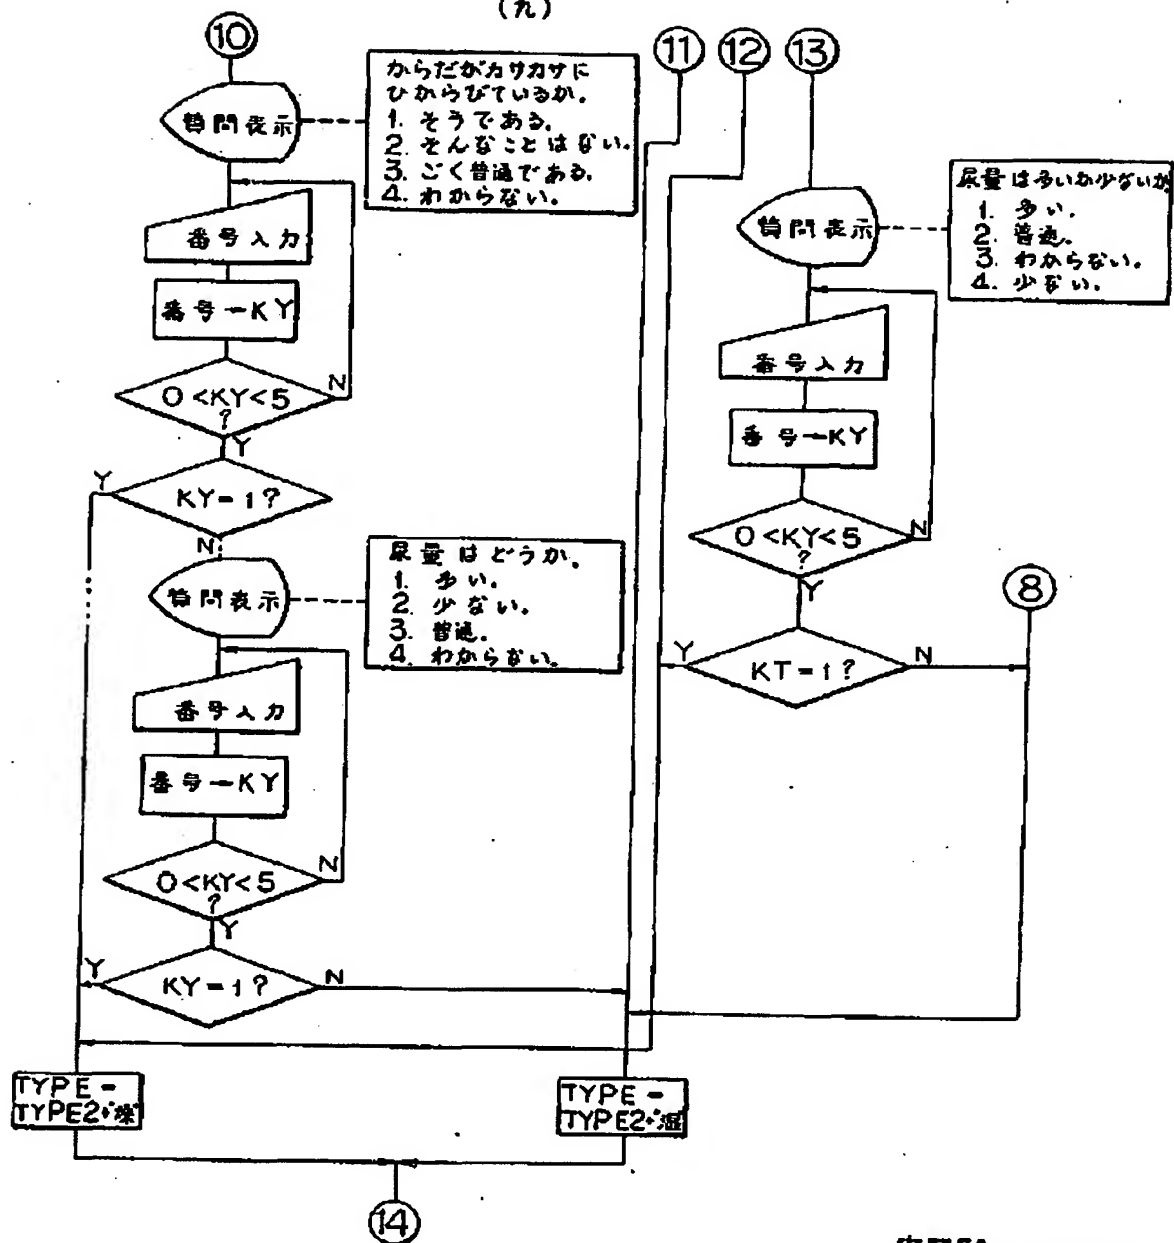 (九)
10
11
12
13
からだがカサカサに
ひからびているか。
1. そうである。
2. そんなことはない。
3. ごく普通である。
4. わからない。
質問表示
番号入力
番号→KY
0<KY<5
?
N
Y
KY=1?
Y
N
尿量はどうか。
1. 多い。
2. 少ない。
3. 普通。
4. わからない。
質問表示
番号入力
番号→KY
0<KY<5
?
N
Y
KY=1?
Y
N
尿量は多いか少ないか
1. 多い。
2. 普通。
3. わからない。
4. 少ない。
質問表示
番号入力
番号→KY
0<KY<5
?
N
Y
KT=1?
Y
N
8
TYPE=
TYPE2+"燥
TYPE=
TYPE2+"湿
14